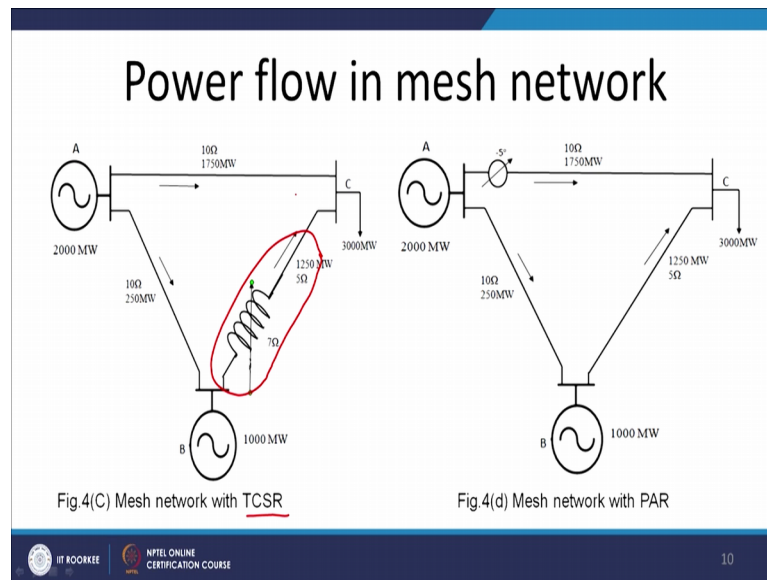 Power flow in mesh network
A
10Ω
1750MW
C
2000 MW
3000MW
1250 MW
5Ω
10Ω
250MW
7Ω
B
1000 MW
Fig.4(C) Mesh network with TCSR
A
-5°
10Ω
1750MW
C
2000 MW
3000MW
1250 MW
5Ω
10Ω
250MW
B
1000 MW
Fig.4(d) Mesh network with PAR
IIT ROORKEE
NPTEL
NPTEL ONLINE
CERTIFICATION COURSE
10